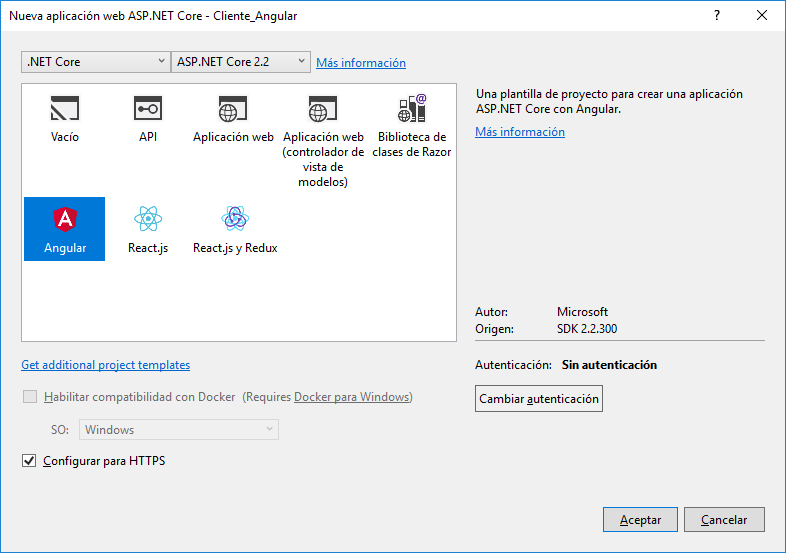 Nueva aplicación web ASP.NET Core - Cliente_Angular
?
.NET Core
ASP.NET Core 2.2
Más información
Vacío
API
Aplicación web
Aplicación web
(controlador de
vista de
modelos)
Biblioteca de
clases de Razor
Angular
React.js
React.js y Redux
Una plantilla de proyecto para crear una aplicación
ASP.NET Core con Angular.
Más información
Autor: Microsoft
Origen: SDK 2.2.300
Get additional project templates
Habilitar compatibilidad con Docker (Requires Docker para Windows)
SO: Windows
Configurar para HTTPS
Autenticación: Sin autenticación
Cambiar autenticación
Aceptar
Cancelar